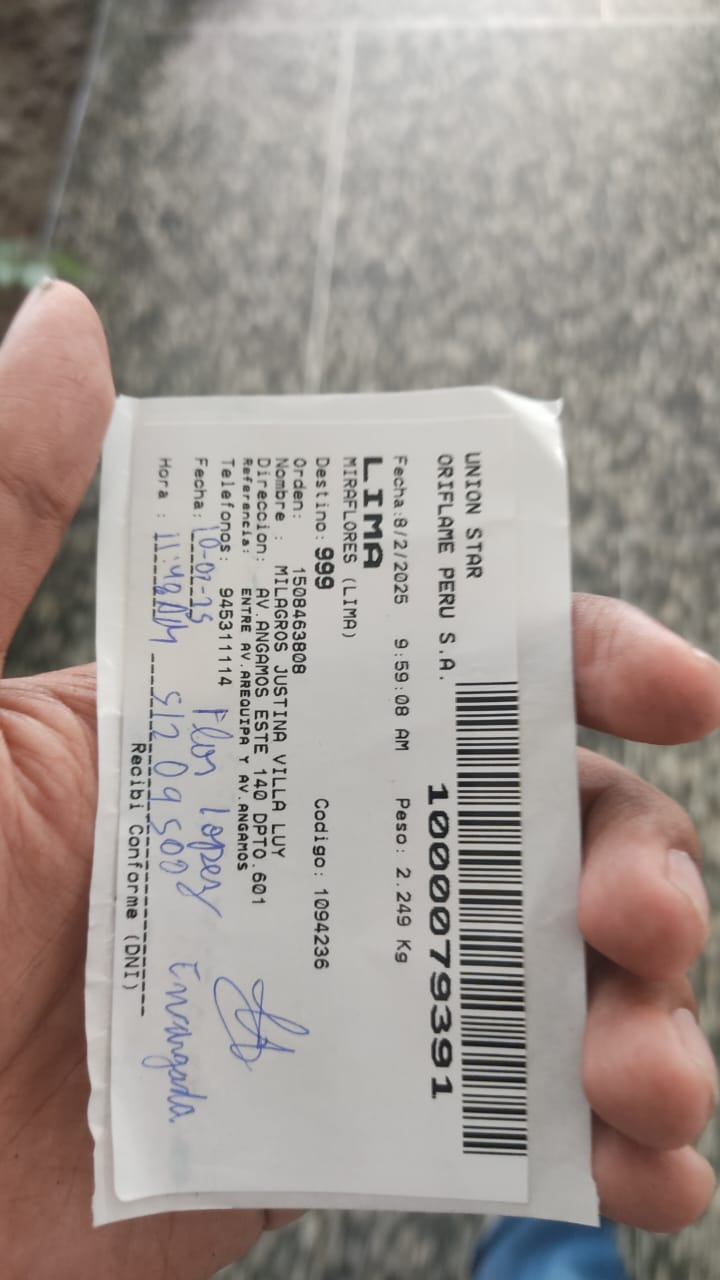 UNION STAR
ORIFLAME PERU S.A.
10000079391
Fecha:8/2/2025 9:59:08 AM Peso: 2.249 Kg
LIMA
MIRAFLORES (LIMA)
Destino: 999 Codigo: 1094236
Orden: 1508463808
Nombre : MILAGROS JUSTINA VILLA LUY
Direccion: AV.ANGAMOS ESTE 140 DPTO.601
Referencia: ENTRE AV.AREQUIPA Y AV.ANGAMOS
Telefonos: 945311114
Fecha: 10-02-25 Flor lopez
Hora : 11:48AM Encargada
Recibi Conforme (DNI)